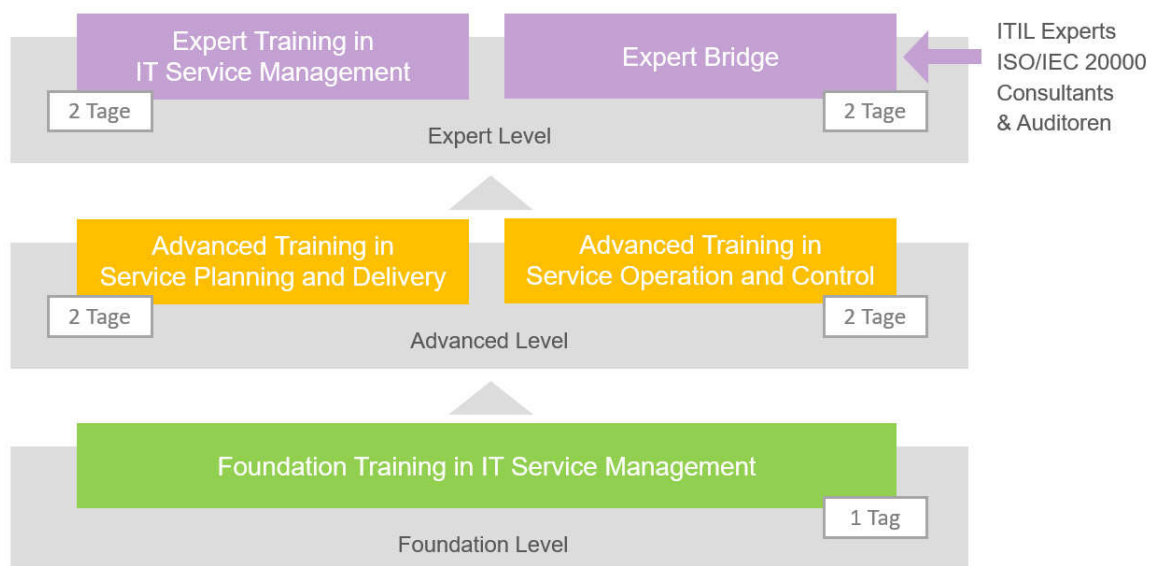 Expert Training in
IT Service Management
2 Tage
Expert Bridge
2 Tage
Expert Level
ITIL Experts
ISO/IEC 20000
Consultants
& Auditoren
Advanced Training in
Service Planning and Delivery
2 Tage
Advanced Training in
Service Operation and Control
2 Tage
Advanced Level
Foundation Training in IT Service Management
1 Tag
Foundation Level